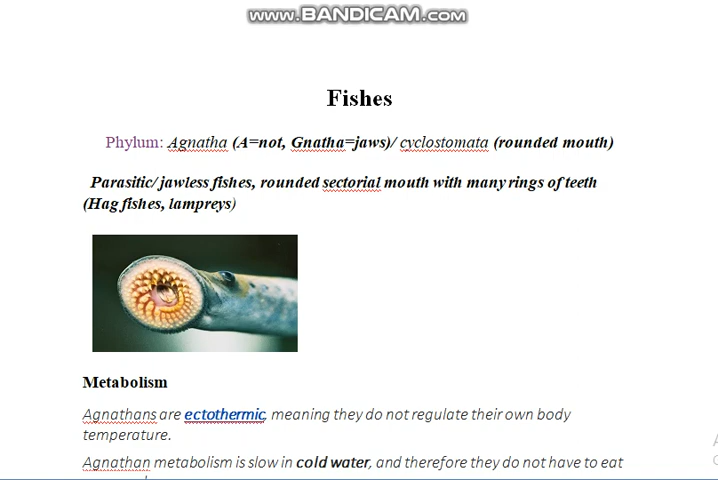 www.BANDICAM.com
Fishes
Phylum: Agnatha (A=not, Gnatha=jaws)/ cyclostomata (rounded mouth)
Parasitic/ jawless fishes, rounded sectorial mouth with many rings of teeth
(Hag fishes, lampreys)
Metabolism
Agnathans are ectothermic, meaning they do not regulate their own body
temperature.
Agnathan metabolism is slow in cold water, and therefore they do not have to eat